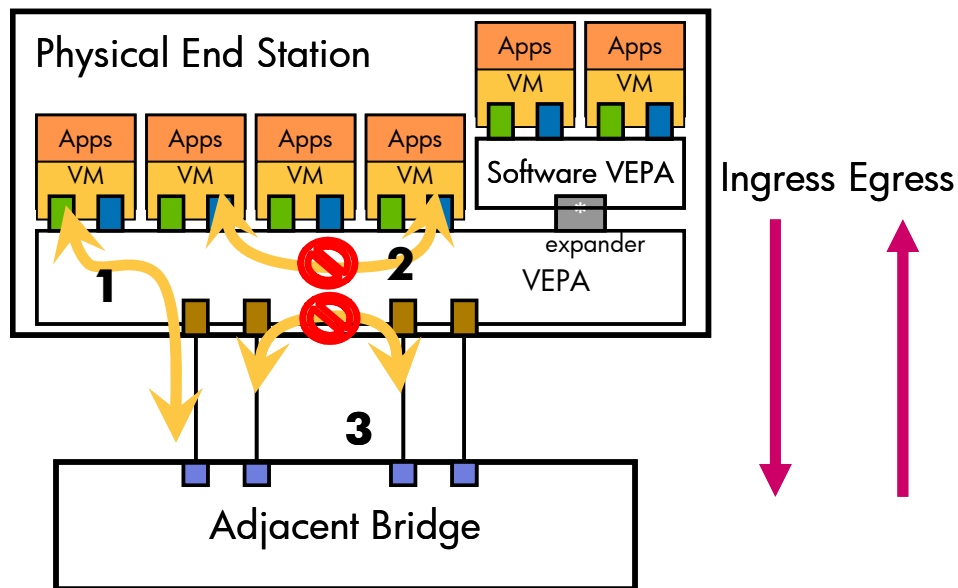 Physical End Station
Apps
Apps
VM
VM
Apps
Apps
Apps
Apps
VM
VM
VM
VM
Software VEPA
Ingress Egress
*
expander
1
2
VEPA
3
Adjacent Bridge